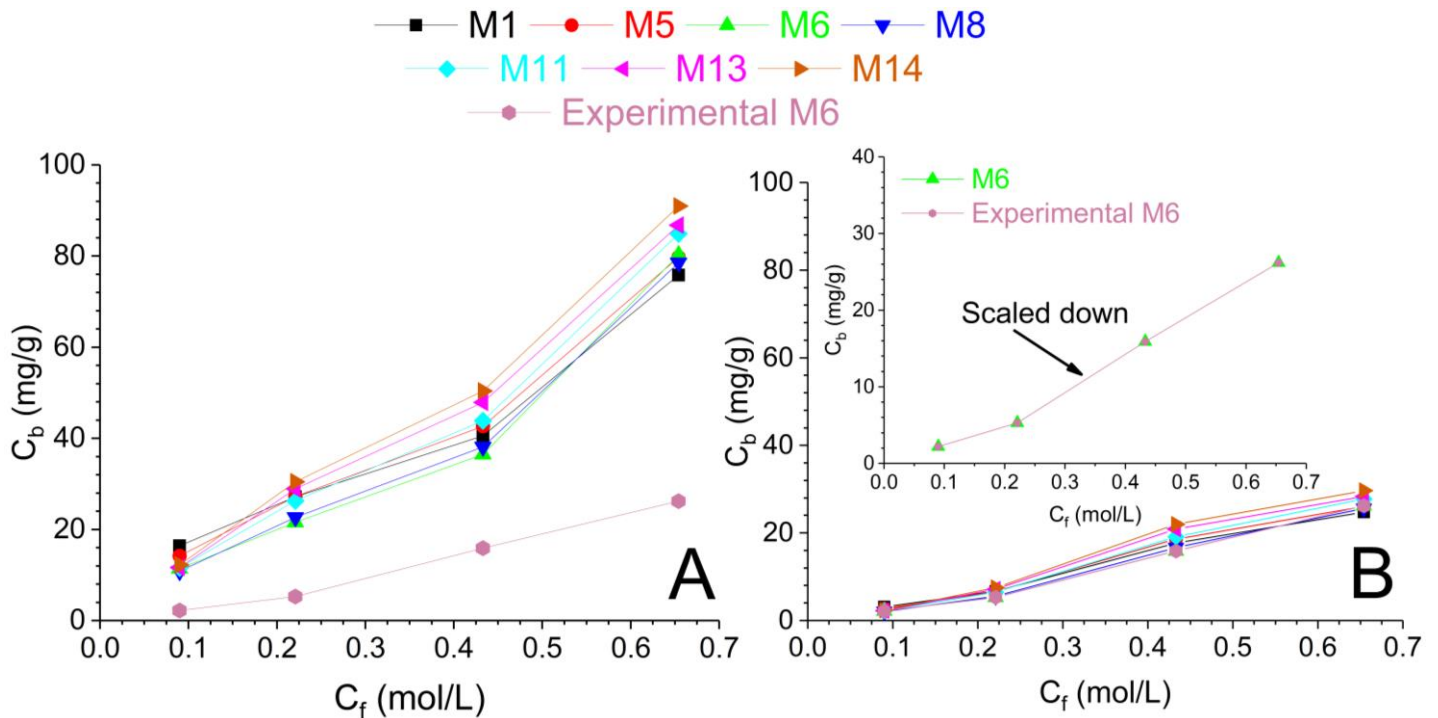 M1 M5 M6 M8
M11 M13 M14
Experimental M6
100
80
60
40
20
0
C_b (mg/g)
0.0 0.1 0.2 0.3 0.4 0.5 0.6 0.7
C_f (mol/L)
A
100
80
60
40
20
0
C_b (mg/g)
0.0 0.1 0.2 0.3 0.4 0.5 0.6 0.7
C_f (mol/L)
B
40
30
20
10
0
C_b (mg/g)
M6
Experimental M6
Scaled down
0.0 0.1 0.2 0.3 0.4 0.5 0.6 0.7
C_f (mol/L)